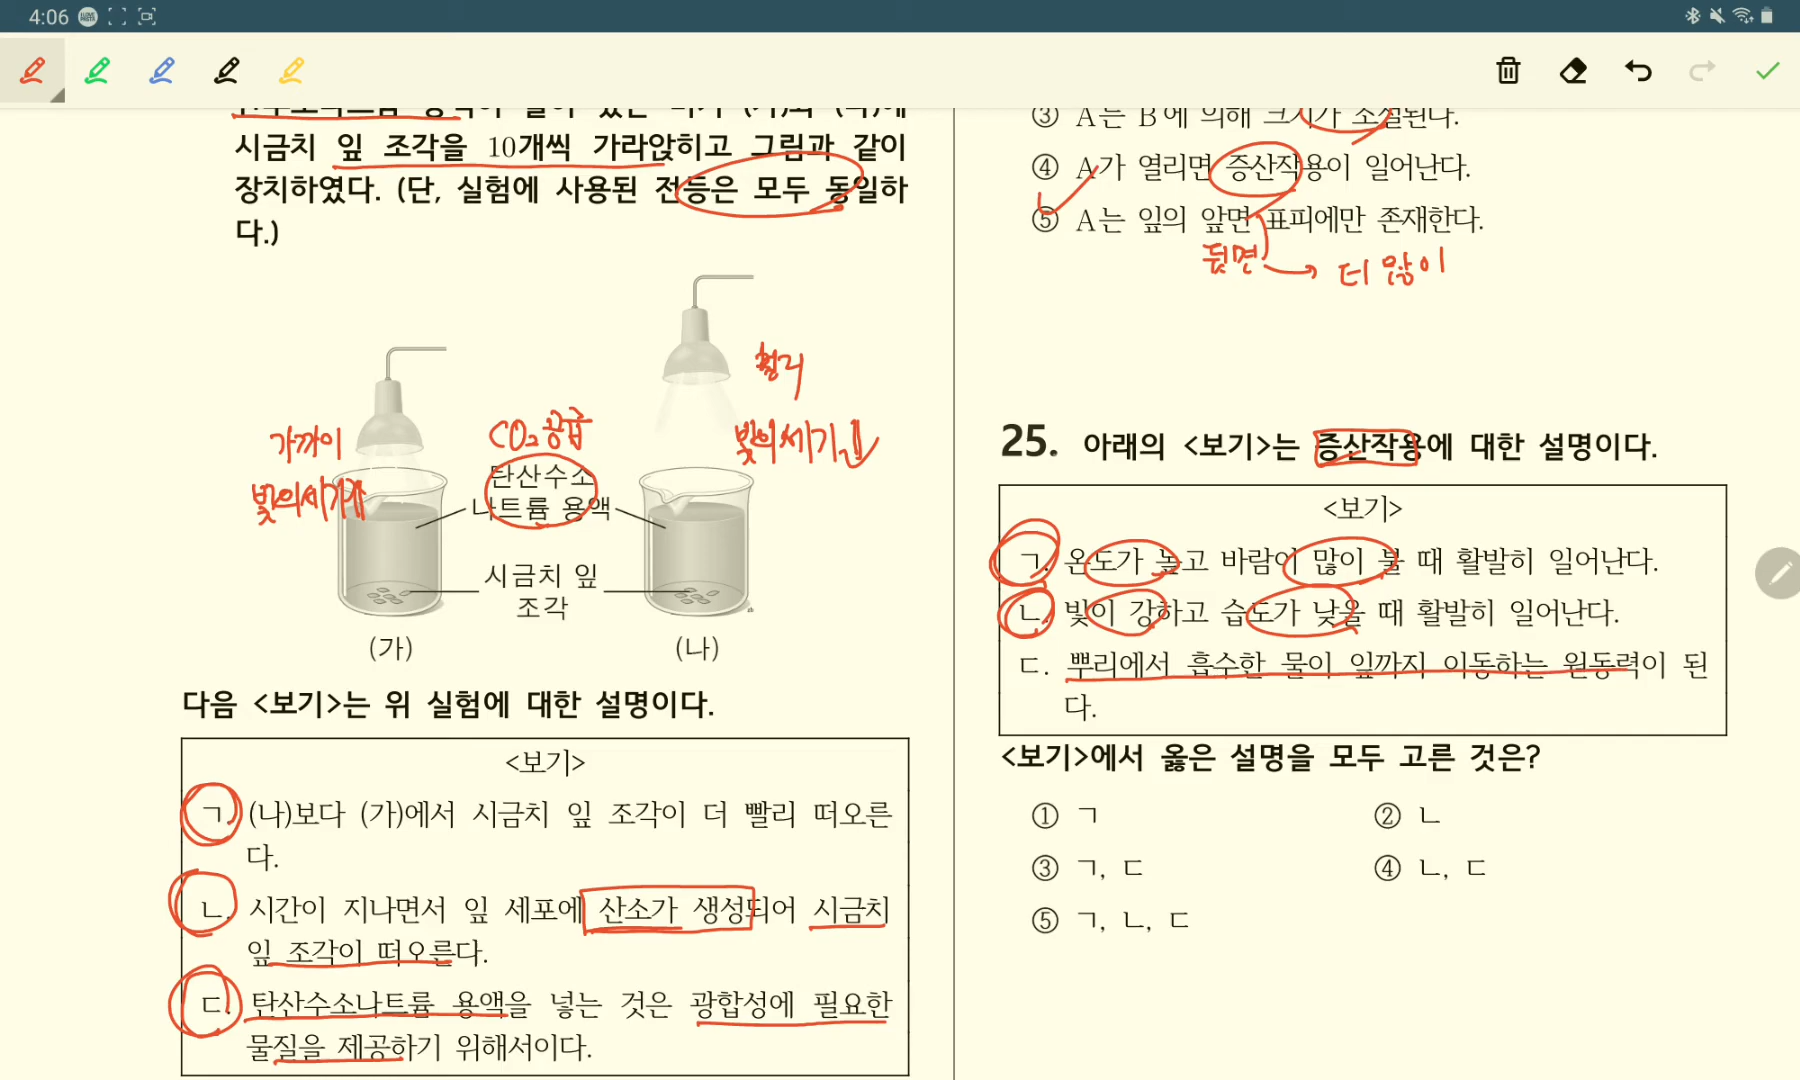 4:06
시금치 잎 조각을 10개씩 가라앉히고 그림과 같이
장치하였다. (단, 실험에 사용된 전등은 모두 동일하
다.)
가까이
빛의세기
CO₂ 공급
빛의세기
탄산수소
나트륨 용액
시금치 잎
조각
(가)
(나)
다음 <보기>는 위 실험에 대한 설명이다.
<보기>
ㄱ. (나)보다 (가)에서 시금치 잎 조각이 더 빨리 떠오른
다.
ㄴ. 시간이 지나면서 잎 세포에 산소가 생성되어 시금치
잎 조각이 떠오른다.
ㄷ. 탄산수소나트륨 용액을 넣는 것은 광합성에 필요한
물질을 제공하기 위해서이다.
③ A는 B에 의해 크기가 조절된다.
④ A가 열리면 증산작용이 일어난다.
⑤ A는 잎의 앞면 표피에만 존재한다.
뒷면 → 더 많이
25. 아래의 <보기>는 증산작용에 대한 설명이다.
<보기>
ㄱ. 온도가 높고 바람이 많이 불 때 활발히 일어난다.
ㄴ. 빛이 강하고 습도가 낮을 때 활발히 일어난다.
ㄷ. 뿌리에서 흡수한 물이 잎까지 이동하는 원동력이 된
다.
<보기>에서 옳은 설명을 모두 고른 것은?
① ㄱ ② ㄴ
③ ㄱ, ㄷ ④ ㄴ, ㄷ
⑤ ㄱ, ㄴ, ㄷ